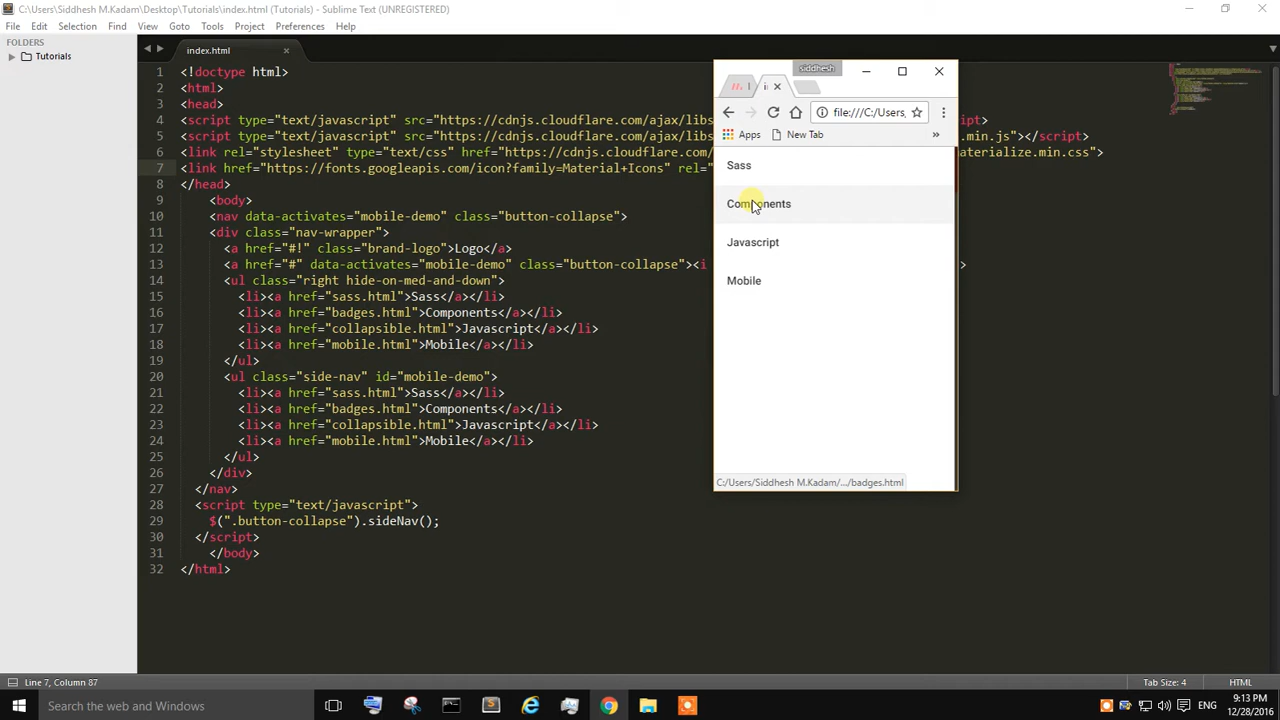 C:\Users\Siddhesh M.Kadam\Desktop\Tutorials\index.html (Tutorials) - Sublime Text (UNREGISTERED)
File Edit Selection Find View Goto Tools Project Preferences Help
FOLDERS
Tutorials
index.html
1 <!doctype html>
2 <html>
3 <head>
4 <script type="text/javascript" src="https://cdnjs.cloudflare.com/ajax/libs cript>
5 <script type="text/javascript" src="https://cdnjs.cloudflare.com/ajax/libs .min.js"></script>
6 <link rel="stylesheet" type="text/css" href="https://cdnjs.cloudflare.com/ aterialize.min.css">
7 <link href="https://fonts.googleapis.com/icon?family=Material+Icons" rel="
8 </head>
9 <body>
10 <nav data-activates="mobile-demo" class="button-collapse">
11 <div class="nav-wrapper">
12 <a href="#!" class="brand-logo">Logo</a>
13 <a href="#" data-activates="mobile-demo" class="button-collapse"><i >
14 <ul class="right hide-on-med-and-down">
15 <li><a href="sass.html">Sass</a></li>
16 <li><a href="badges.html">Components</a></li>
17 <li><a href="collapsible.html">Javascript</a></li>
18 <li><a href="mobile.html">Mobile</a></li>
19 </ul>
20 <ul class="side-nav" id="mobile-demo">
21 <li><a href="sass.html">Sass</a></li>
22 <li><a href="badges.html">Components</a></li>
23 <li><a href="collapsible.html">Javascript</a></li>
24 <li><a href="mobile.html">Mobile</a></li>
25 </ul>
26 </div>
27 </nav>
28 <script type="text/javascript">
29 $(".button-collapse").sideNav();
30 </script>
31 </body>
32 </html>
siddhesh
file:///C:/Users,
Apps New Tab »
Sass
Components
Javascript
Mobile
C:/Users/Siddhesh M.Kadam/.../badges.html
Line 7, Column 87
Tab Size: 4 HTML
Search the web and Windows
ENG
9:13 PM
12/28/2016